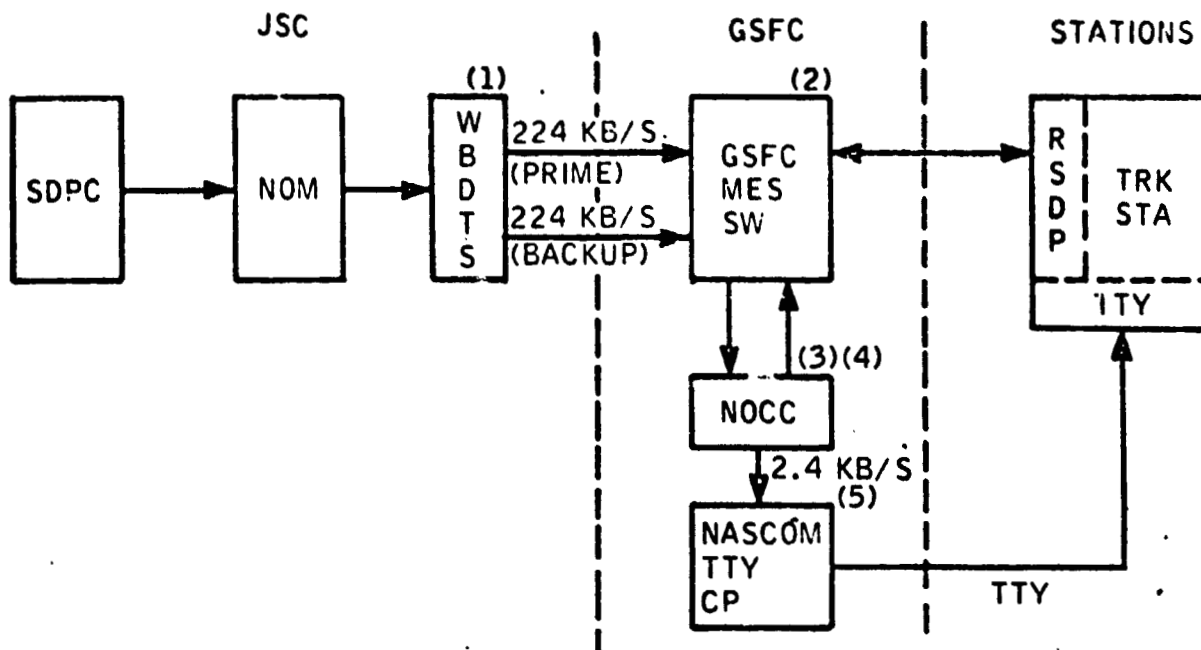 JSC
GSFC
STATIONS
(1)
(2)
SDPC
NOM
W
B
D
T
S
224 KB/S
(PRIME)
224 KB/S
(BACKUP)
GSFC
MES
SW
R
S
D
P
TRK
STA
TTY
(3)(4)
NOCC
2.4 KB/S
(5)
NASCOM
TTY
CP
TTY